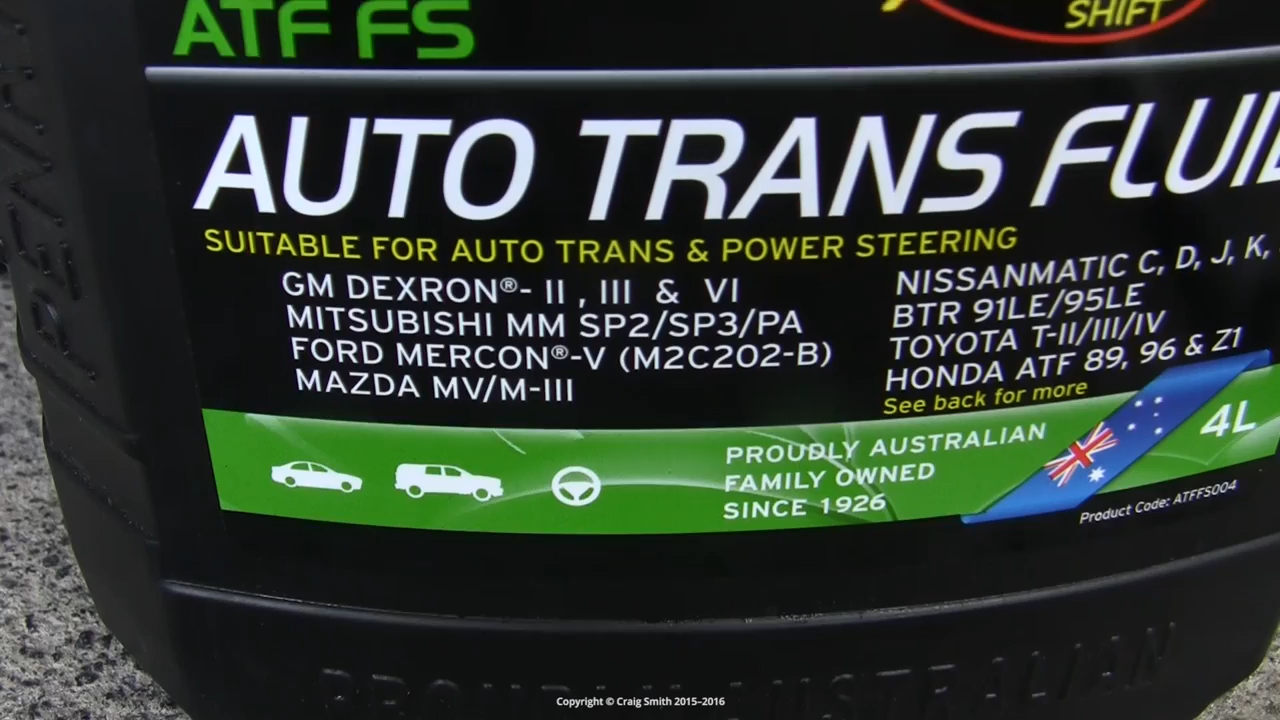 ATF FS
SHIFT
AUTO TRANS FLUID
SUITABLE FOR AUTO TRANS & POWER STEERING
GM DEXRON®- II , III & VI
MITSUBISHI MM SP2/SP3/PA
FORD MERCON®-V (M2C202-B)
MAZDA MV/M-III
NISSANMATIC C, D, J, K,
BTR 91LE/95LE
TOYOTA T-II/III/IV
HONDA ATF 89, 96 & Z1
See back for more
PROUDLY AUSTRALIAN
FAMILY OWNED
SINCE 1926
4L
Product Code: ATFFS004
PROUDLY AUSTRALIAN
Copyright © Craig Smith 2015–2016